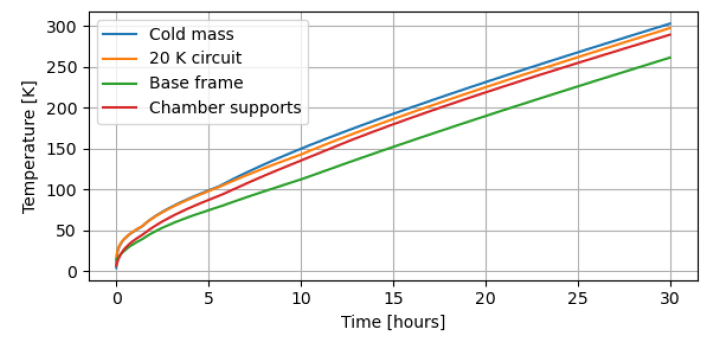 Temperature [K]
300
250
200
150
100
50
0
Cold mass
20 K circuit
Base frame
Chamber supports
0 5 10 15 20 25 30
Time [hours]